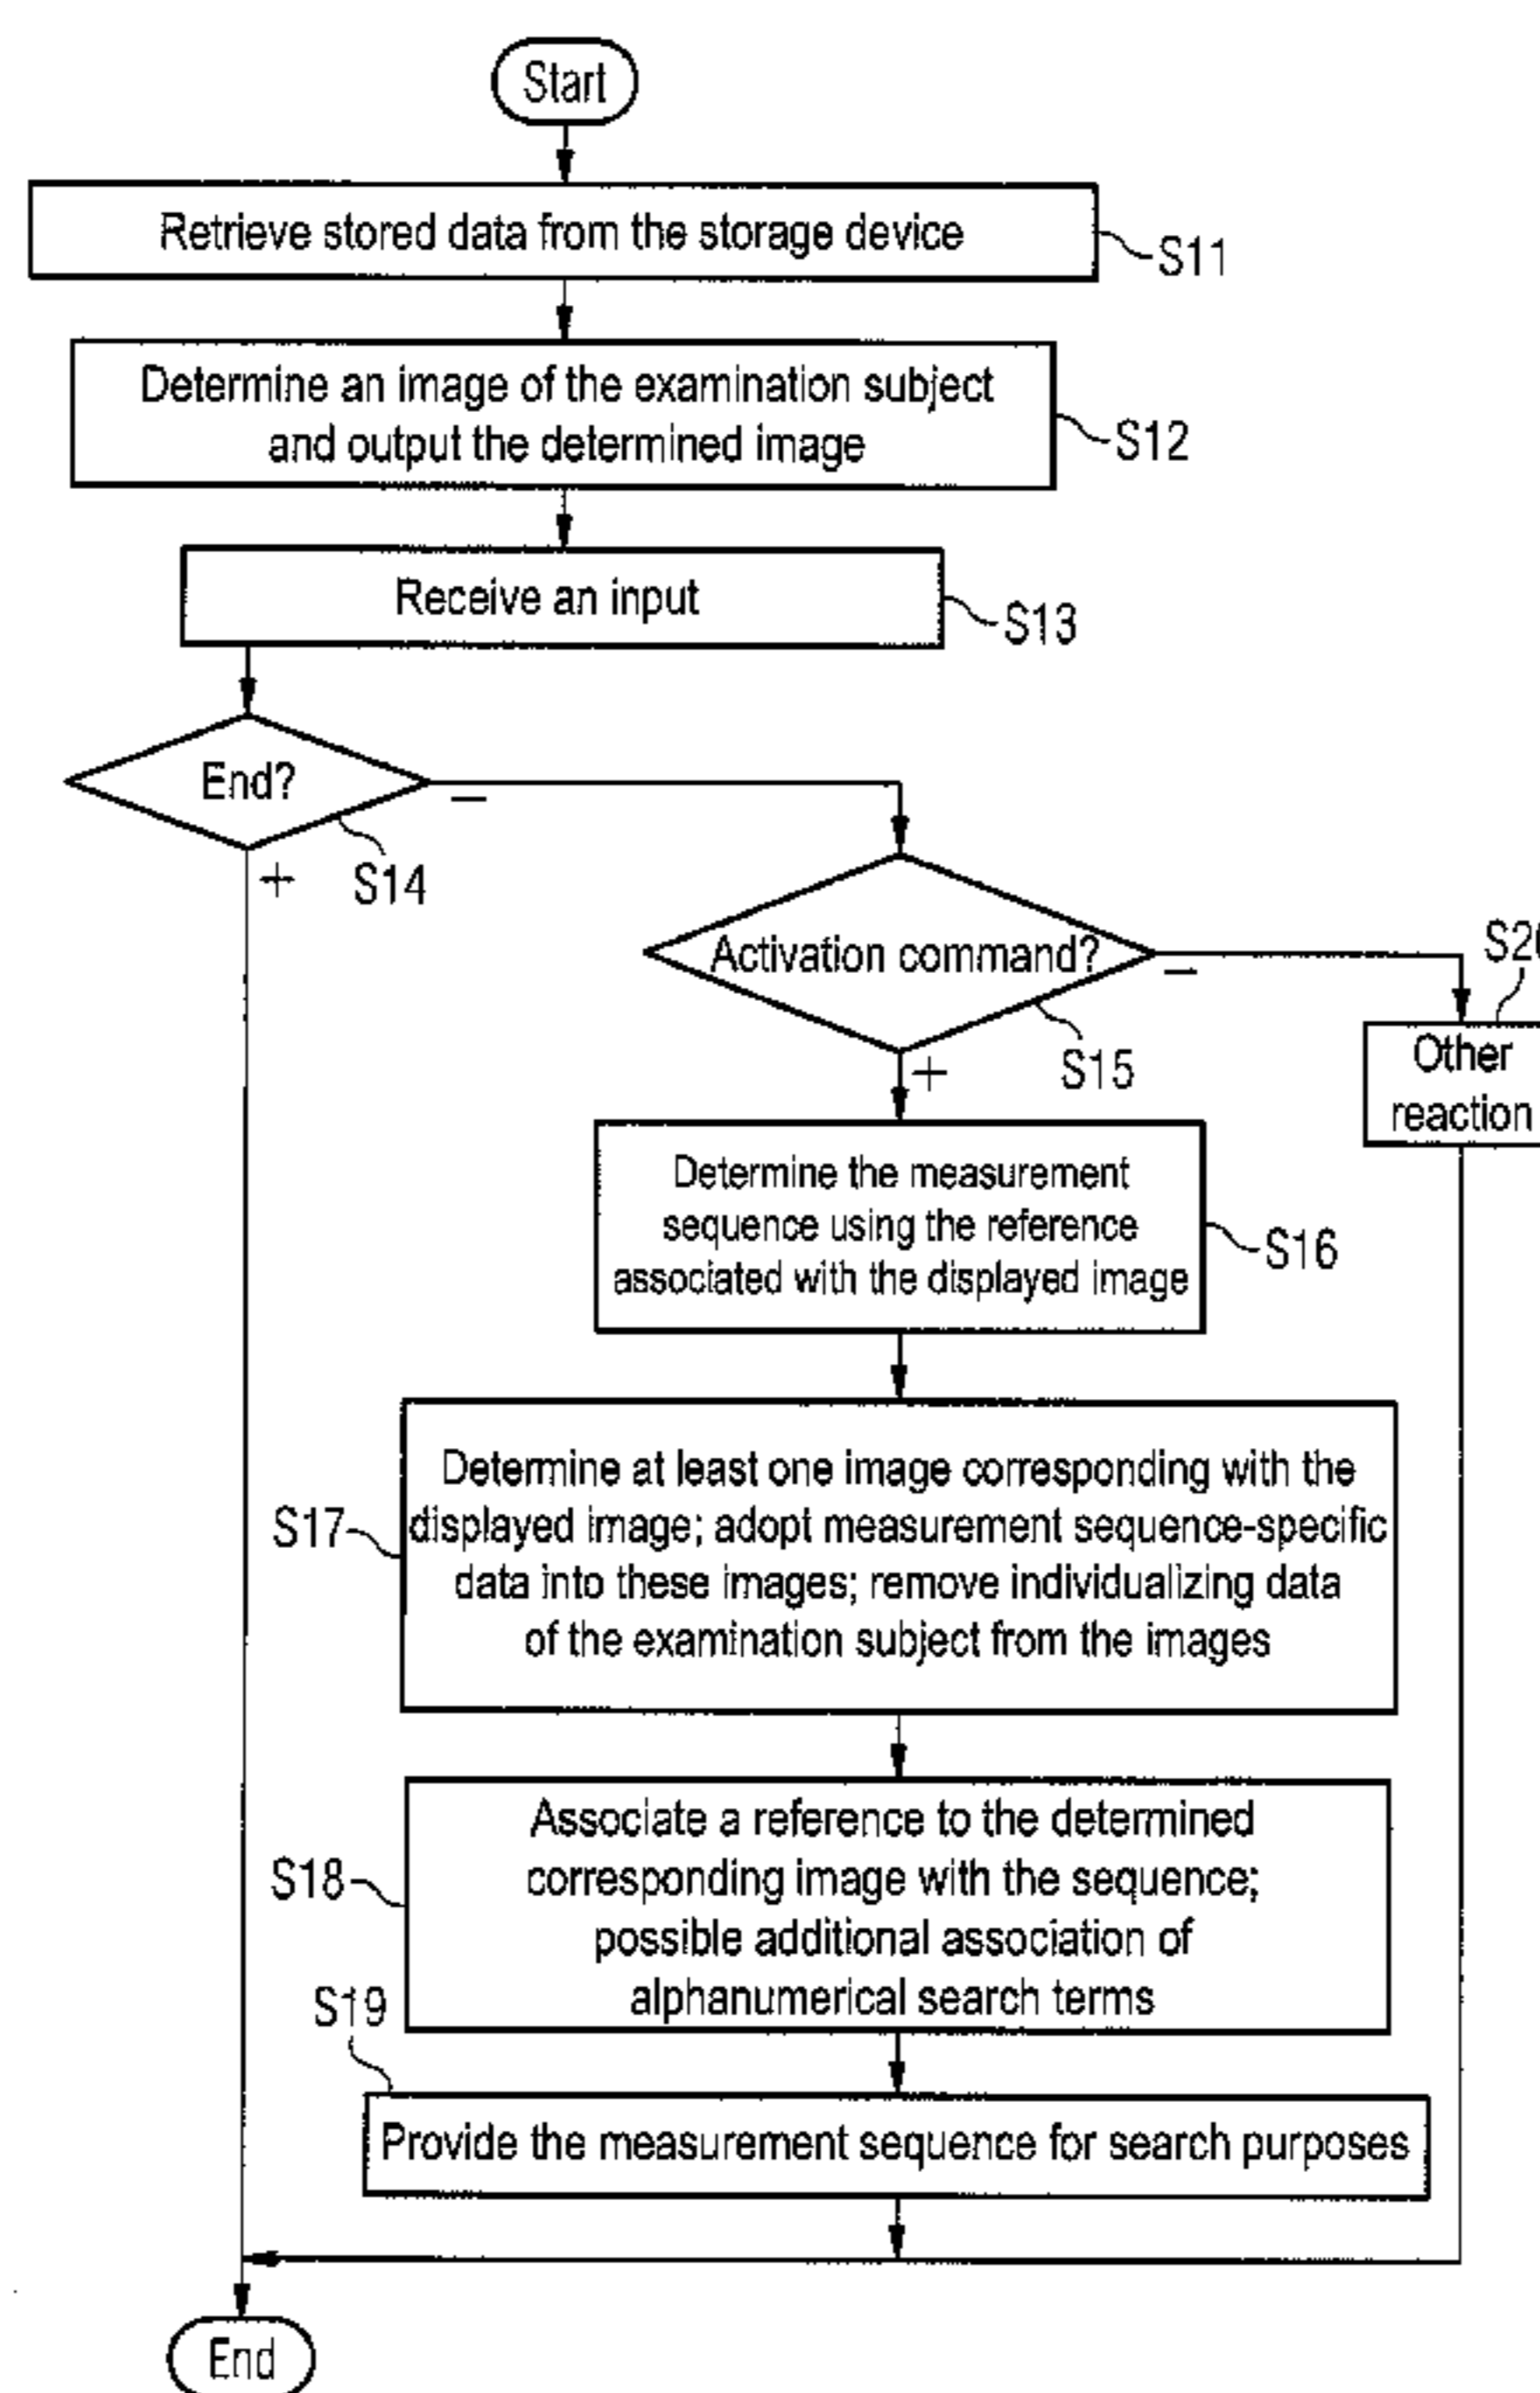 Start
Retrieve stored data from the storage device
S11
Determine an image of the examination subject
and output the determined image
S12
Receive an input
S13
End?
S14
+
−
Activation command?
S15
+
−
Other
reaction
Determine the measurement
sequence using the reference
associated with the displayed image
S16
S17
Determine at least one image corresponding with the
displayed image; adopt measurement sequence-specific
data into these images; remove individualizing data
of the examination subject from the images
S18
Associate a reference to the determined
corresponding image with the sequence;
possible additional association of
alphanumerical search terms
S19
Provide the measurement sequence for search purposes
End